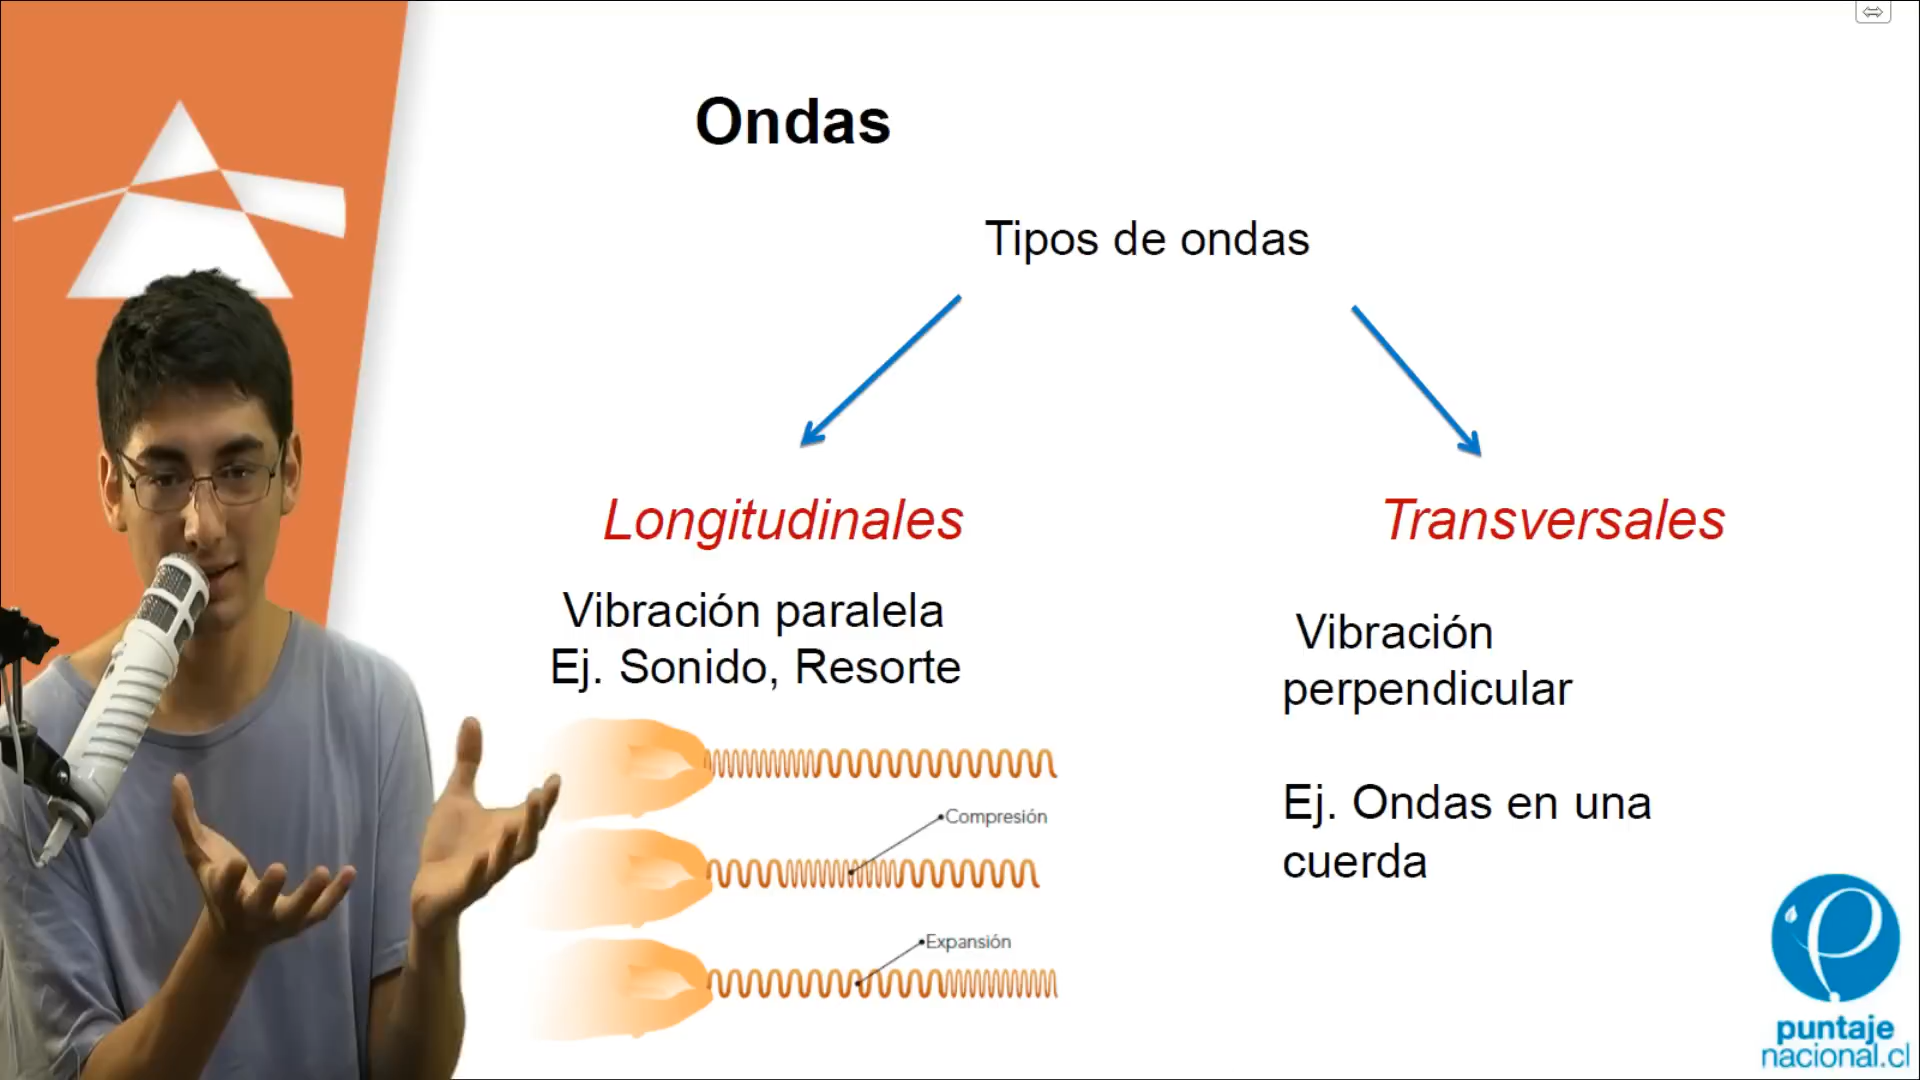 Ondas
Tipos de ondas
Longitudinales
Vibración paralela
Ej. Sonido, Resorte
Compresión
Expansión
Transversales
Vibración
perpendicular
Ej. Ondas en una
cuerda
puntaje
nacional.cl